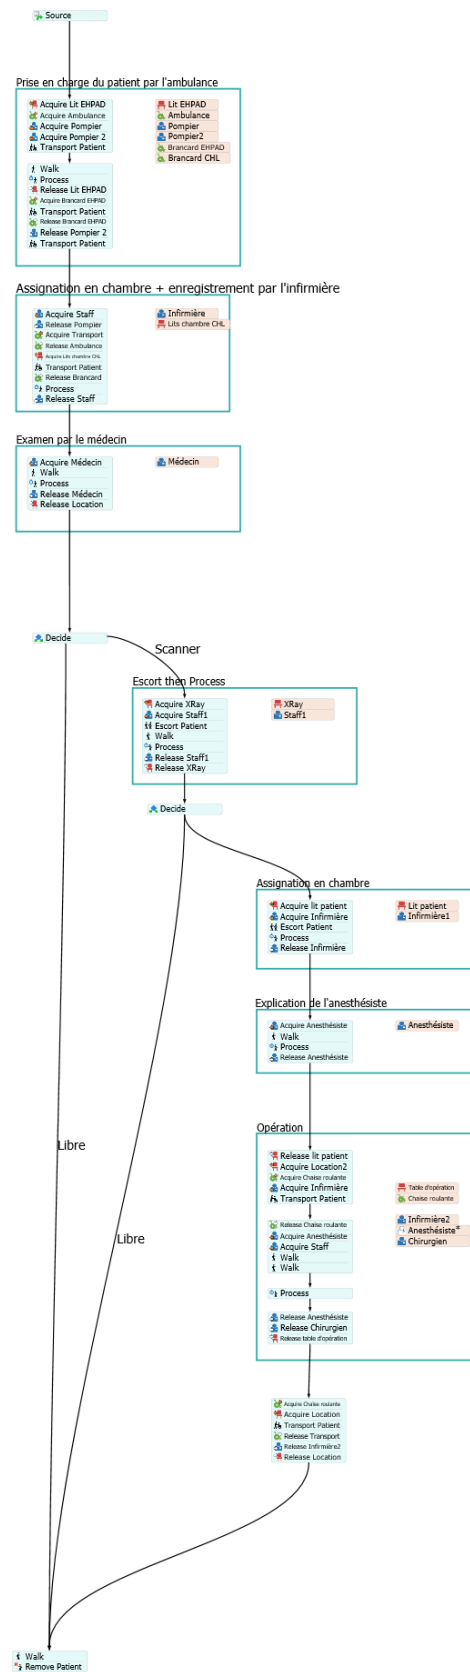 Source
Prise en charge du patient par l'ambulance
Acquire Lit EHPAD
Acquire Ambulance
Acquire Pompier
Acquire Pompier 2
Transport Patient
Lit EHPAD
Ambulance
Pompier
Pompier2
Brancard EHPAD
Brancard CHL
Walk
Process
Release Lit EHPAD
Acquire Brancard EHPAD
Transport Patient
Release Brancard EHPAD
Release Pompier 2
Transport Patient
Assignation en chambre + enregistrement par l'infirmière
Acquire Staff
Release Pompier
Acquire Transport
Release Ambulance
Acquire Lits chambre CHL
Transport Patient
Release Brancard
Process
Release Staff
Infirmière
Lits chambre CHL
Examen par le médecin
Acquire Médecin
Walk
Process
Release Médecin
Release Location
Médecin
Decide
Scanner
Escort then Process
Acquire XRay
Acquire Staff1
Escort Patient
Walk
Process
Release Staff1
Release XRay
XRay
Staff1
Decide
Assignation en chambre
Acquire lit patient
Acquire Infirmière
Escort Patient
Process
Release Infirmière
Lit patient
Infirmière1
Explication de l'anesthésiste
Acquire Anesthésiste
Walk
Process
Release Anesthésiste
Anesthésiste
Opération
Libre
Libre
Release lit patient
Acquire Location2
Acquire Chaise roulante
Acquire Infirmière
Transport Patient
Table d'opération
Chaise roulante
Infirmière2
Anesthésiste*
Chirurgien
Release Chaise roulante
Acquire Anesthésiste
Acquire Staff
Walk
Walk
Process
Release Anesthésiste
Release Chirurgien
Release table d'opération
Acquire Chaise roulante
Acquire Location
Transport Patient
Release Transport
Release Infirmière2
Release Location
Walk
Remove Patient